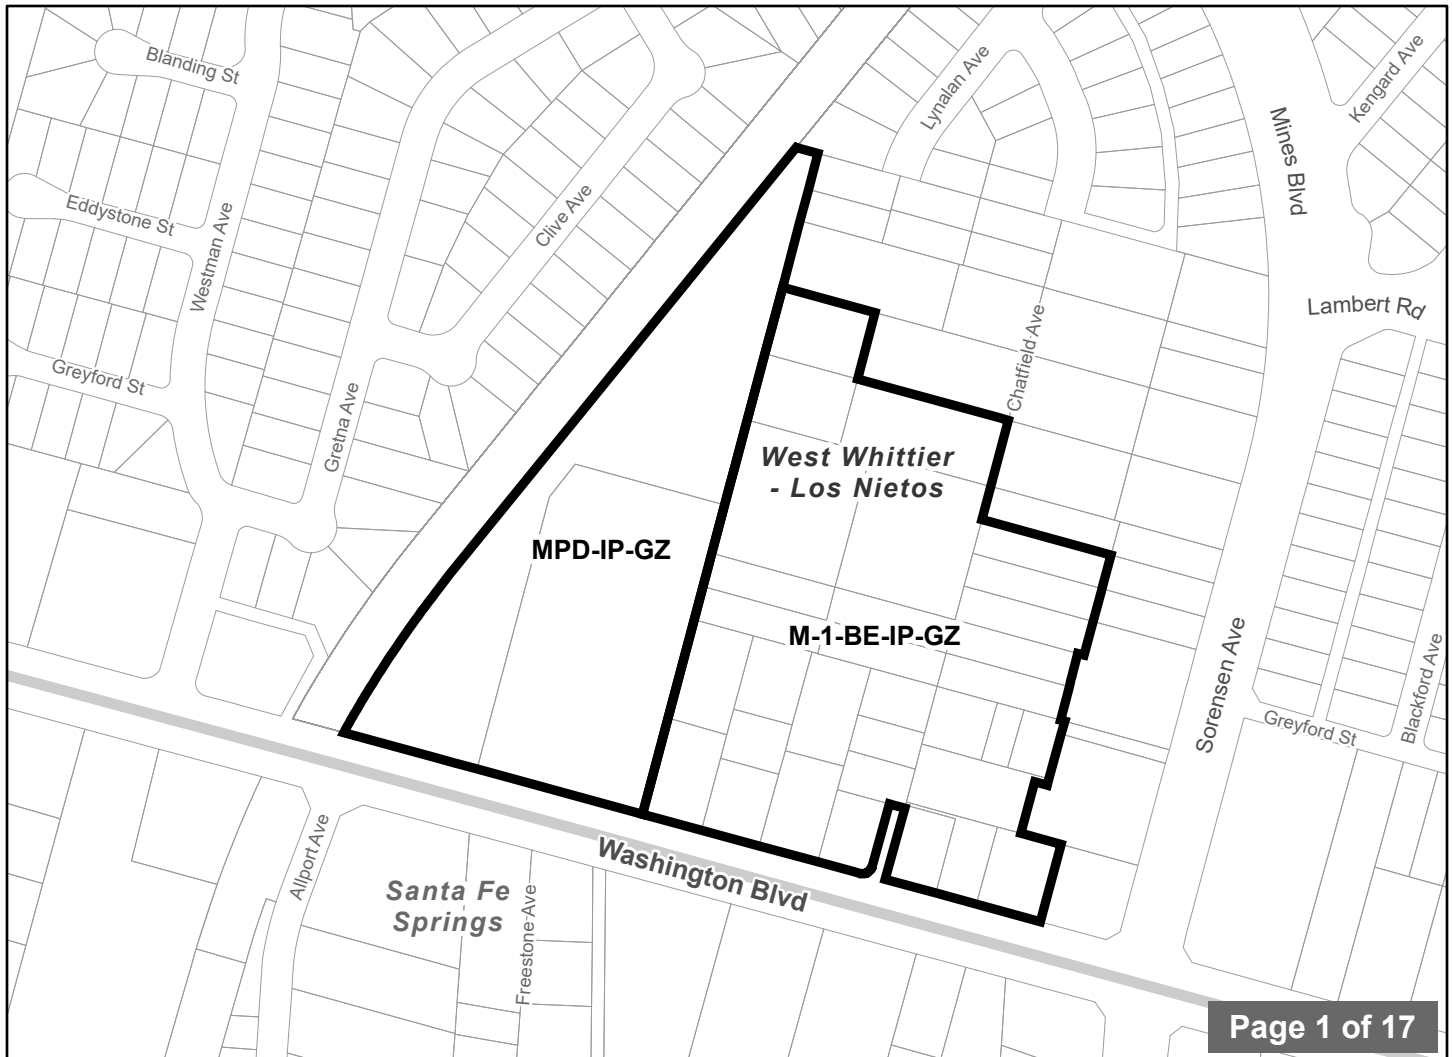 Blanding St
Lynalan Ave
Kengard Ave
Mines Blvd
Eddystone St
Westman Ave
Clive Ave
Lambert Rd
Chatfield Ave
Greyford St
Gretna Ave
West Whittier
- Los Nietos
MPD-IP-GZ
M-1-BE-IP-GZ
Sorensen Ave
Blackford Ave
Greyford St
Washington Blvd
Allport Ave
Santa Fe
Springs
Freestone Ave
Page 1 of 17